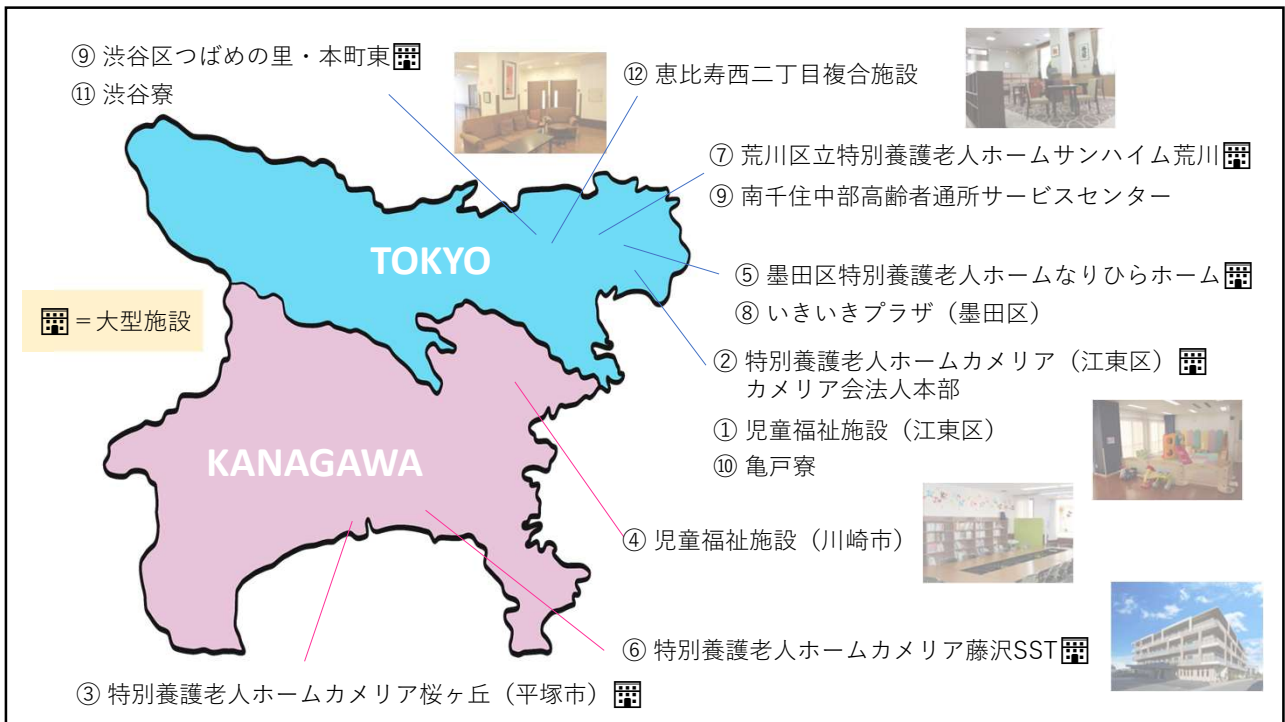 ⑨ 渋谷区つばめの里・本町東
⑪ 渋谷寮
⑫ 恵比寿西二丁目複合施設
⑦ 荒川区立特別養護老人ホームサンハイム荒川
⑨ 南千住中部高齢者通所サービスセンター
TOKYO
⑤ 墨田区特別養護老人ホームなりひらホーム
⑧ いきいきプラザ（墨田区）
=大型施設
② 特別養護老人ホームカメリア（江東区）
カメリア会法人本部
① 児童福祉施設（江東区）
⑩ 亀戸寮
KANAGAWA
④ 児童福祉施設（川崎市）
⑥ 特別養護老人ホームカメリア藤沢SST
③ 特別養護老人ホームカメリア桜ヶ丘（平塚市）